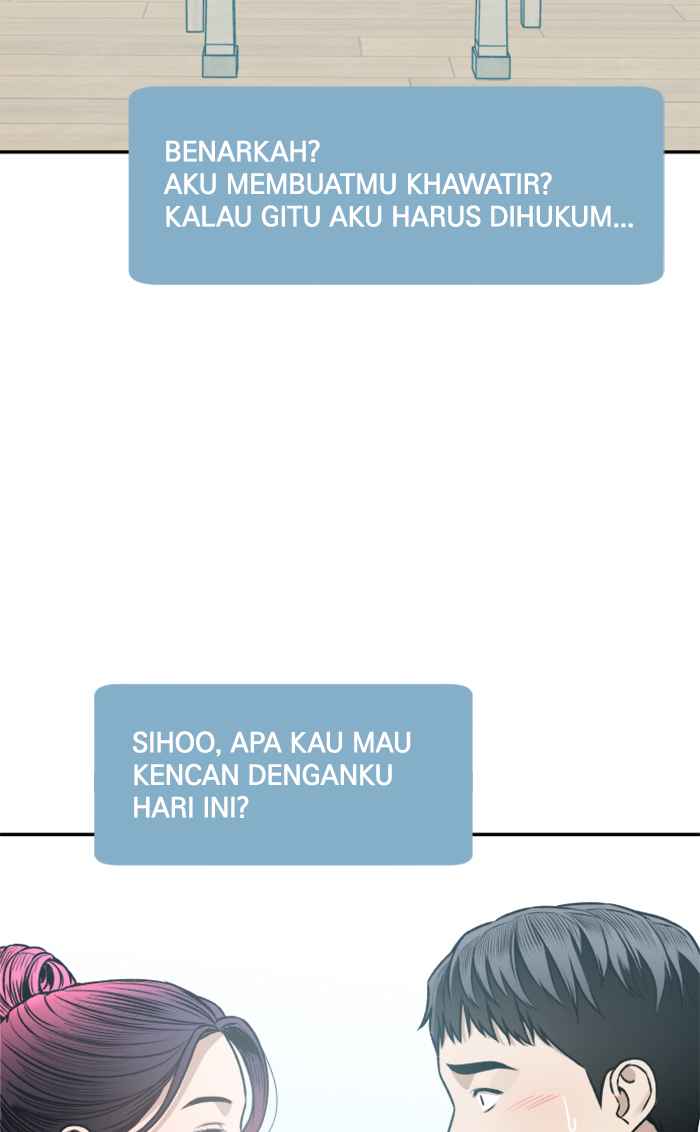 BENARKAH?
AKU MEMBUATMU KHAWATIR?
KALAU GITU AKU HARUS DIHUKUM...
SIHOO, APA KAU MAU
KENCAN DENGANKU
HARI INI?